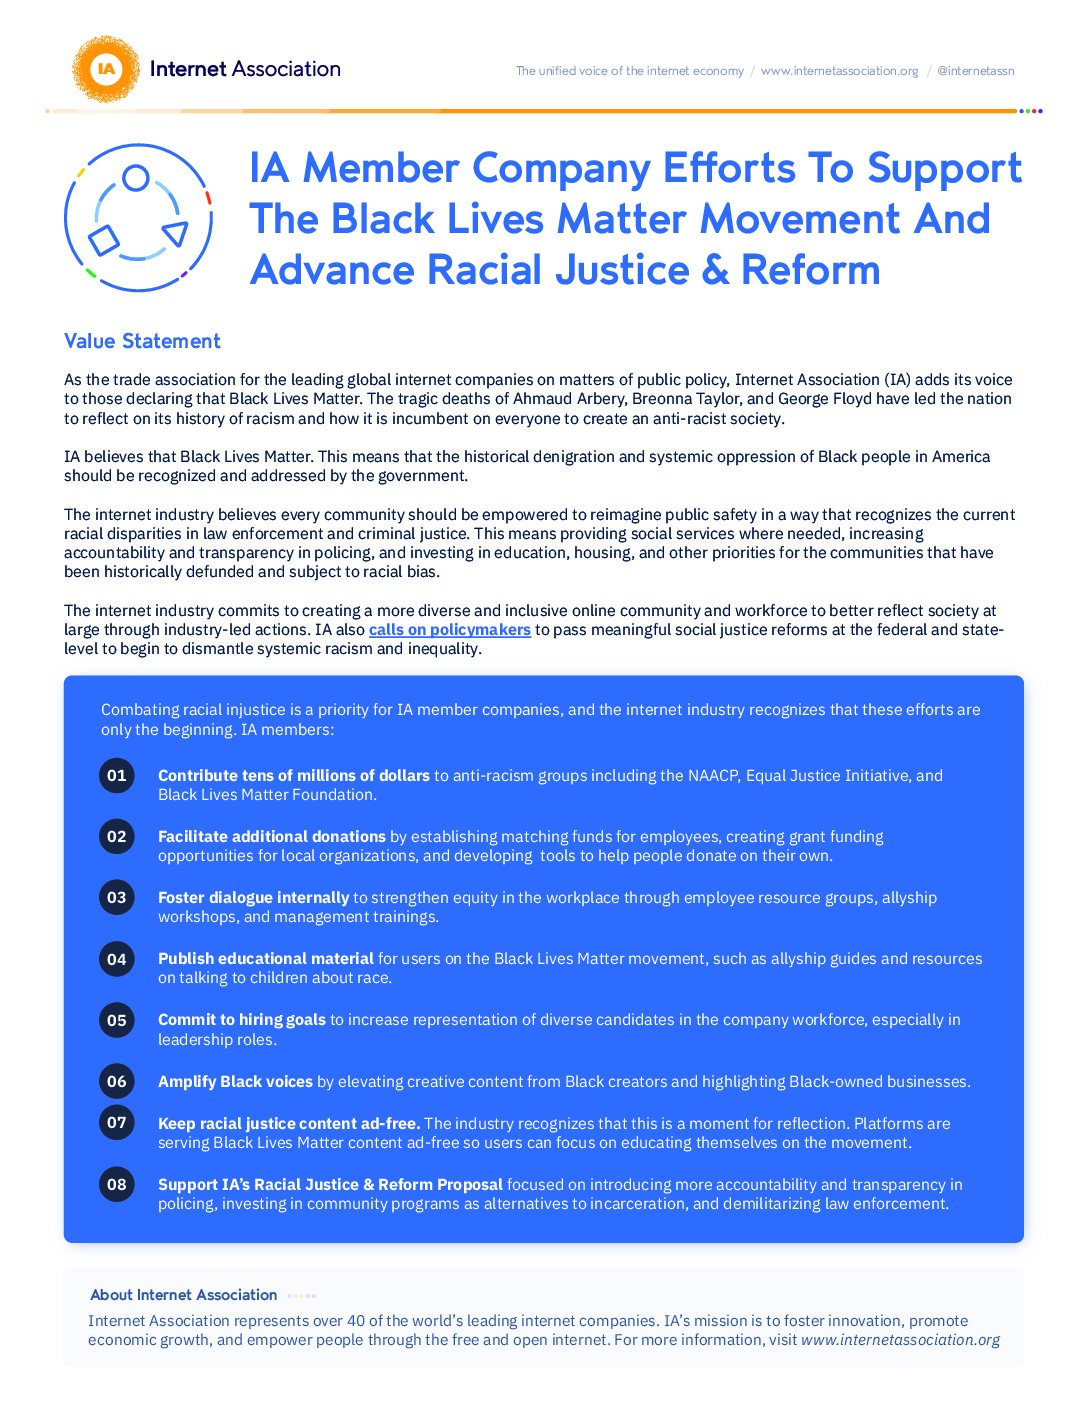 IA
Internet Association
The unified voice of the internet economy / www.internetassociation.org / @internetassn
IA Member Company Efforts To Support
The Black Lives Matter Movement And
Advance Racial Justice & Reform
Value Statement
As the trade association for the leading global internet companies on matters of public policy, Internet Association (IA) adds its voice
to those declaring that Black Lives Matter. The tragic deaths of Ahmaud Arbery, Breonna Taylor, and George Floyd have led the nation
to reflect on its history of racism and how it is incumbent on everyone to create an anti-racist society.
IA believes that Black Lives Matter. This means that the historical denigration and systemic oppression of Black people in America
should be recognized and addressed by the government.
The internet industry believes every community should be empowered to reimagine public safety in a way that recognizes the current
racial disparities in law enforcement and criminal justice. This means providing social services where needed, increasing
accountability and transparency in policing, and investing in education, housing, and other priorities for the communities that have
been historically defunded and subject to racial bias.
The internet industry commits to creating a more diverse and inclusive online community and workforce to better reflect society at
large through industry-led actions. IA also calls on policymakers to pass meaningful social justice reforms at the federal and state-
level to begin to dismantle systemic racism and inequality.
Combating racial injustice is a priority for IA member companies, and the internet industry recognizes that these efforts are
only the beginning. IA members:
01 Contribute tens of millions of dollars to anti-racism groups including the NAACP, Equal Justice Initiative, and
Black Lives Matter Foundation.
02 Facilitate additional donations by establishing matching funds for employees, creating grant funding
opportunities for local organizations, and developing tools to help people donate on their own.
03 Foster dialogue internally to strengthen equity in the workplace through employee resource groups, allyship
workshops, and management trainings.
04 Publish educational material for users on the Black Lives Matter movement, such as allyship guides and resources
on talking to children about race.
05 Commit to hiring goals to increase representation of diverse candidates in the company workforce, especially in
leadership roles.
06 Amplify Black voices by elevating creative content from Black creators and highlighting Black-owned businesses.
07 Keep racial justice content ad-free. The industry recognizes that this is a moment for reflection. Platforms are
serving Black Lives Matter content ad-free so users can focus on educating themselves on the movement.
08 Support IA's Racial Justice & Reform Proposal focused on introducing more accountability and transparency in
policing, investing in community programs as alternatives to incarceration, and demilitarizing law enforcement.
About Internet Association
Internet Association represents over 40 of the world's leading internet companies. IA's mission is to foster innovation, promote
economic growth, and empower people through the free and open internet. For more information, visit www.internetassociation.org